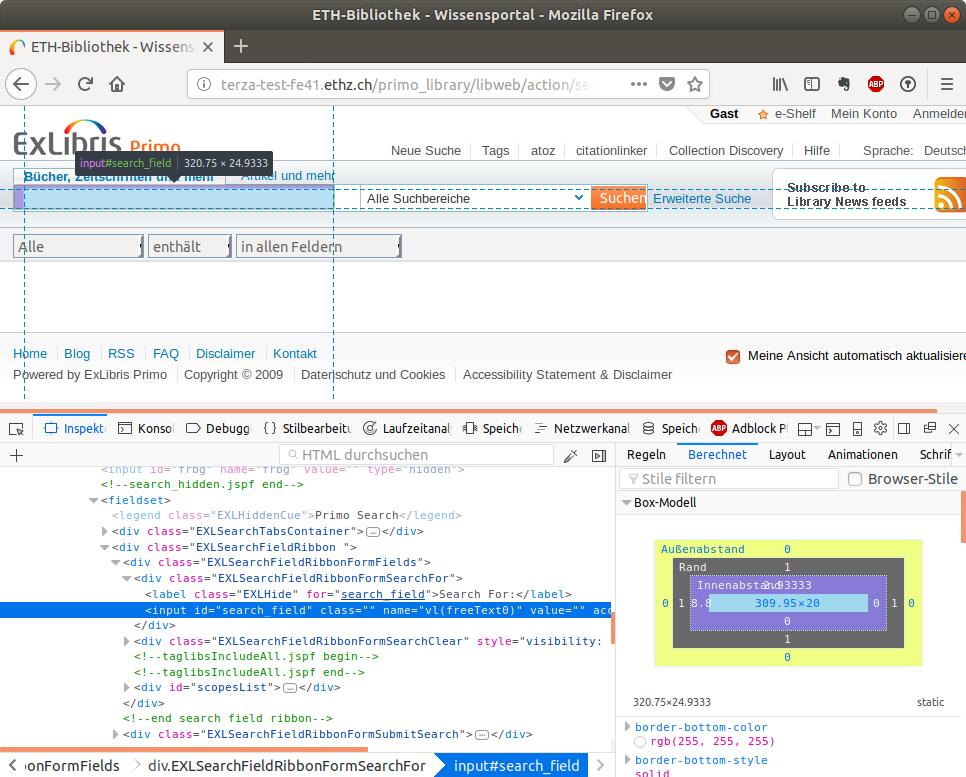 ETH-Bibliothek - Wissensportal - Mozilla Firefox
ETH-Bibliothek - Wissens
terza-test-fe41.ethz.ch/primo_library/libweb/action/sea
ABP
Gast e-Shelf Mein Konto Anmelden
ExLibris Primo
Neue Suche Tags atoz citationlinker Collection Discovery Hilfe Sprache: Deutsch
input#search_field 320.75 × 24.9333
Bücher, Zeitschriften und mehr Artikel und mehr
Alle Suchbereiche Suchen Erweiterte Suche
Subscribe to
Library News feeds
Alle enthält in allen Feldern
Home Blog RSS FAQ Disclaimer Kontakt
Meine Ansicht automatisch aktualisiere
Powered by ExLibris Primo Copyright © 2009 Datenschutz und Cookies Accessibility Statement & Disclaimer
Inspekt Konso Debugg Stilbearbeitu Laufzeitanal Speiche Netzwerkanal Speich ABP Adblock Pl
HTML durchsuchen
Regeln Berechnet Layout Animationen Schrif
Stile filtern Browser-Stile
Box-Modell
<input id="frbg" name="frbg" value="" type="hidden">
<!--search_hidden.jspf end-->
<fieldset>
<legend class="EXLHiddenCue">Primo Search</legend>
<div class="EXLSearchTabsContainer">…</div>
<div class="EXLSearchFieldRibbon ">
<div class="EXLSearchFieldRibbonFormFields">
<div class="EXLSearchFieldRibbonFormSearchFor">
<label class="EXLHide" for="search_field">Search For:</label>
<input id="search_field" class="" name="vl(freeText0)" value="" acc
</div>
<div class="EXLSearchFieldRibbonFormSearchClear" style="visibility:
<!--taglibsIncludeAll.jspf begin-->
<!--taglibsIncludeAll.jspf end-->
<div id="scopesList">…</div>
</div>
<!--end search field ribbon-->
<div class="EXLSearchFieldRibbonFormSubmitSearch">…</div>
Außenabstand 0
Rand 1
Innenabstand 2.93333
0 1 8.8 309.95×20 0 1 0
0
1
0
320.75×24.9333 static
border-bottom-color
rgb(255, 255, 255)
border-bottom-style
solid
onFormFields div.EXLSearchFieldRibbonFormSearchFor input#search_field